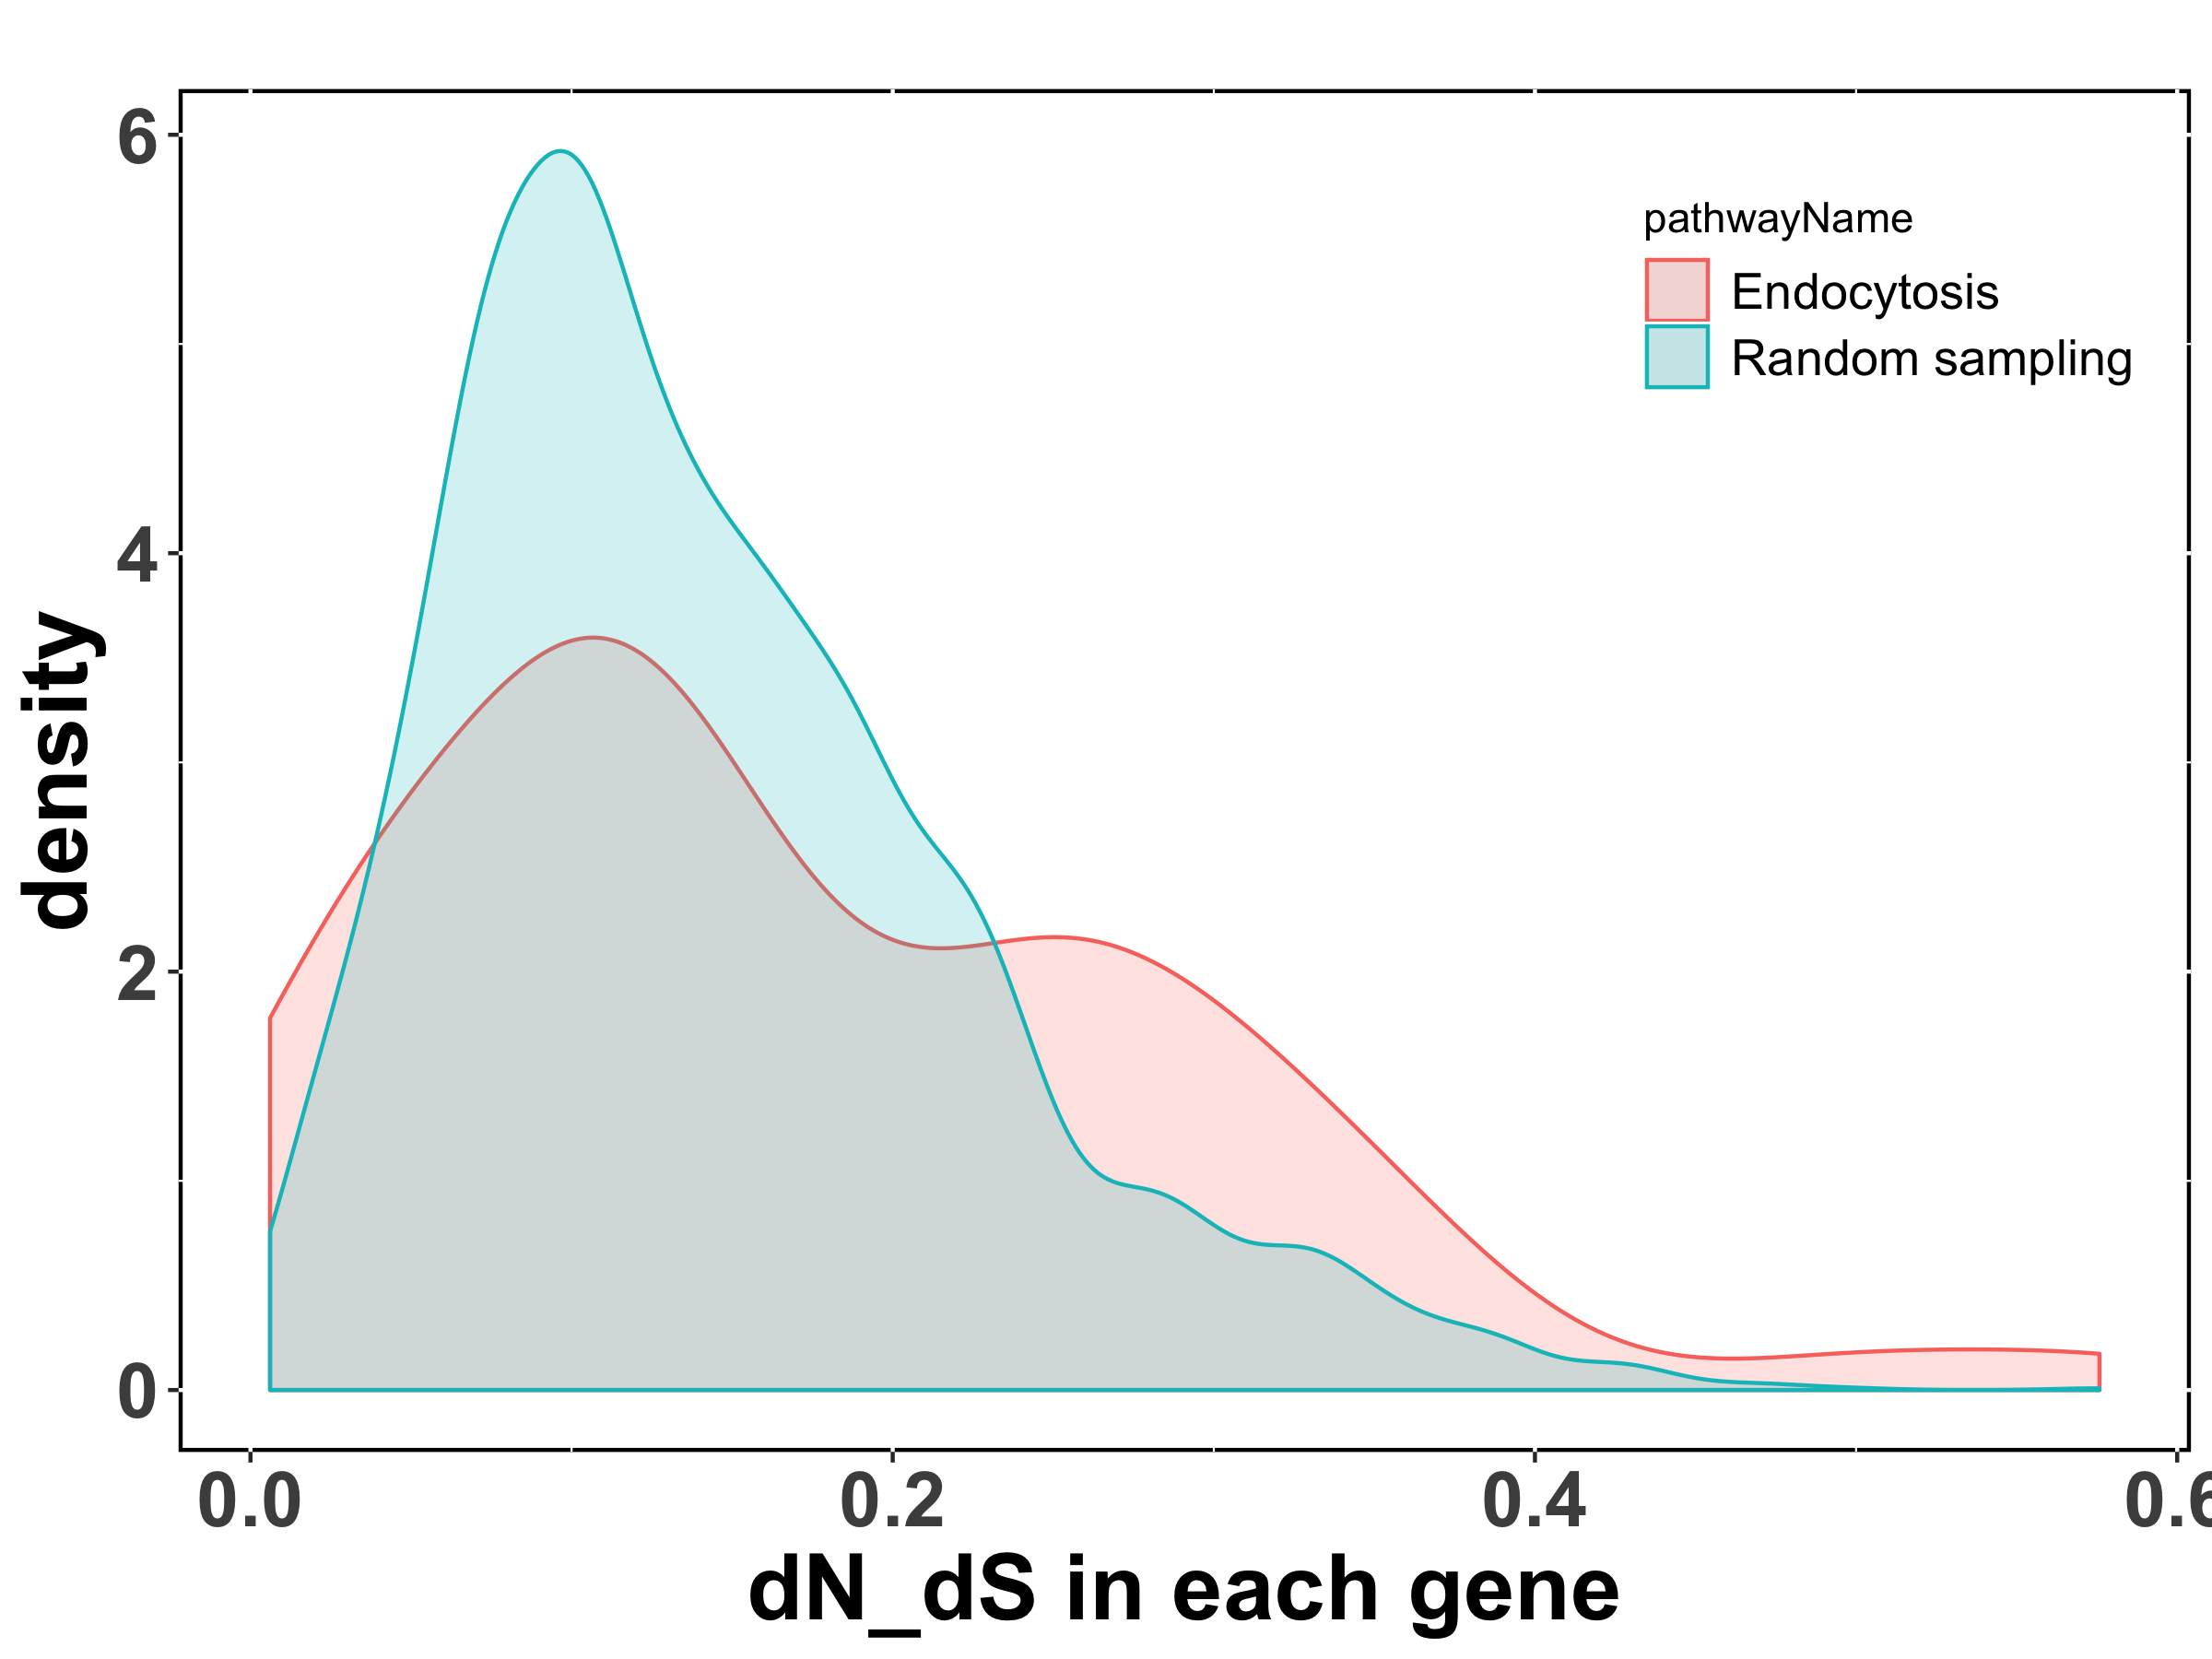 6
4
2
0
density
pathwayName
Endocytosis
Random sampling
0.0 0.2 0.4 0.6
dN_dS in each gene